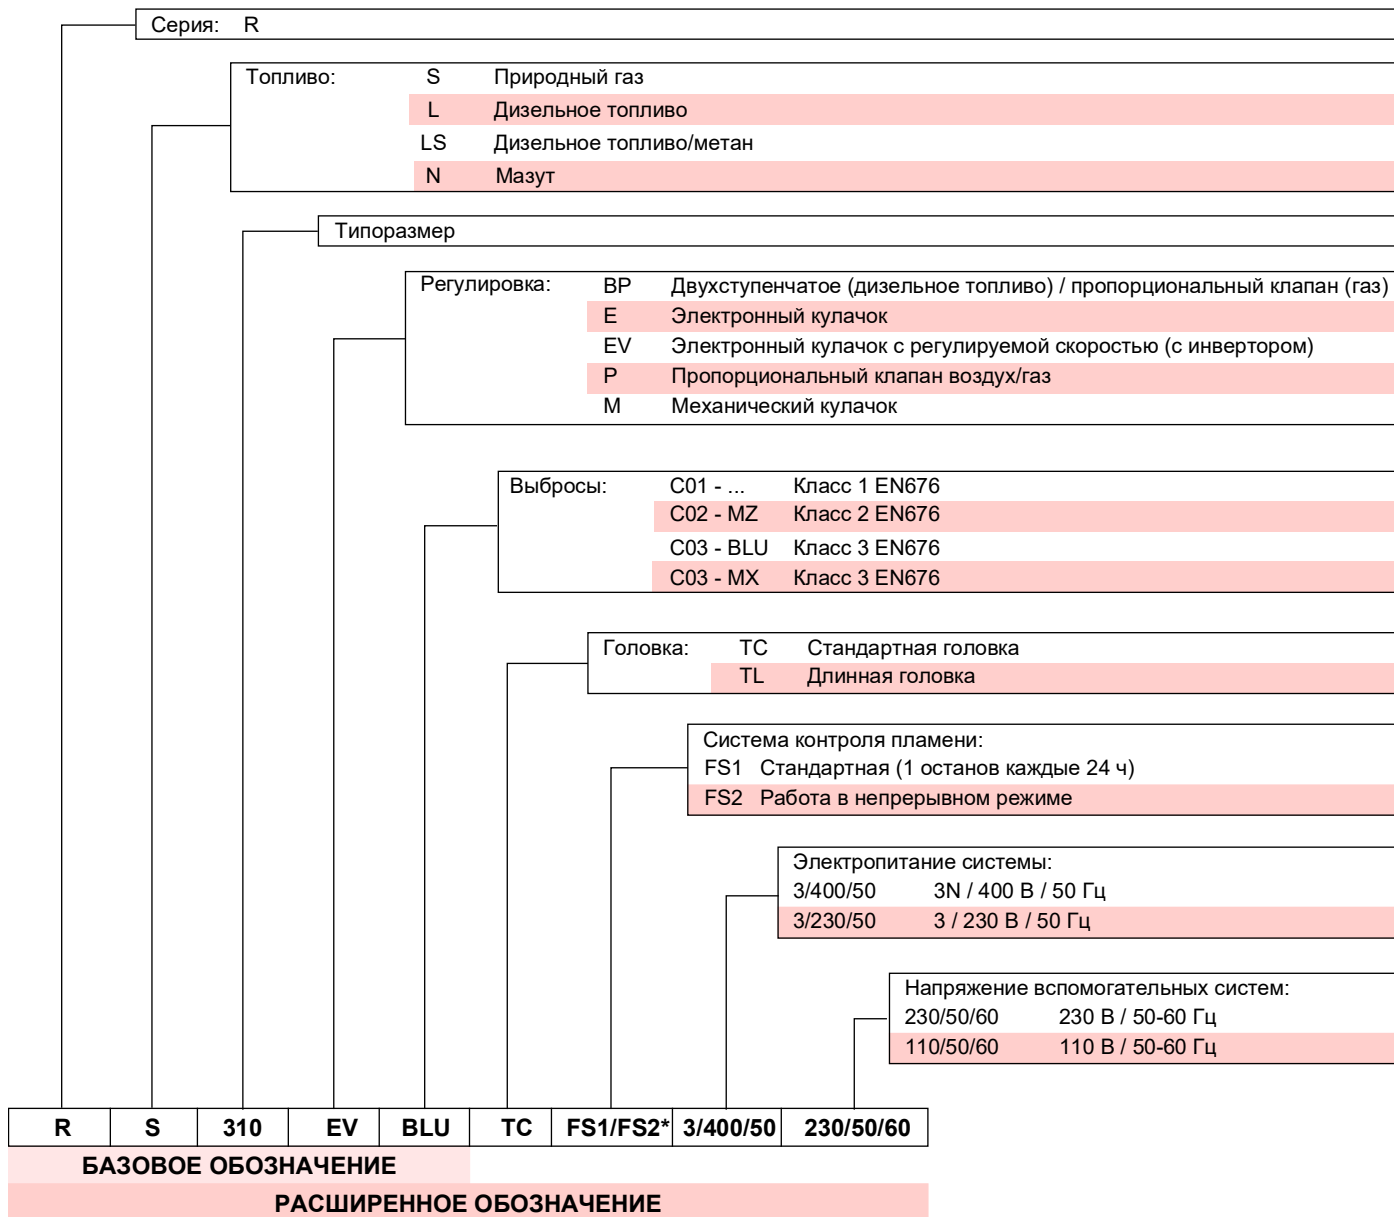 Серия: R
Топливо: S Природный газ
L Дизельное топливо
LS Дизельное топливо/метан
N Мазут
Типоразмер
Регулировка: BP Двухступенчатое (дизельное топливо) / пропорциональный клапан (газ)
E Электронный кулачок
EV Электронный кулачок с регулируемой скоростью (с инвертором)
P Пропорциональный клапан воздух/газ
M Механический кулачок
Выбросы: C01 - ... Класс 1 EN676
C02 - MZ Класс 2 EN676
C03 - BLU Класс 3 EN676
C03 - MX Класс 3 EN676
Головка: TC Стандартная головка
TL Длинная головка
Система контроля пламени:
FS1 Стандартная (1 останов каждые 24 ч)
FS2 Работа в непрерывном режиме
Электропитание системы:
3/400/50 3N / 400 В / 50 Гц
3/230/50 3 / 230 В / 50 Гц
Напряжение вспомогательных систем:
230/50/60 230 В / 50-60 Гц
110/50/60 110 В / 50-60 Гц
R S 310 EV BLU TC FS1/FS2* 3/400/50 230/50/60
БАЗОВОЕ ОБОЗНАЧЕНИЕ
РАСШИРЕННОЕ ОБОЗНАЧЕНИЕ